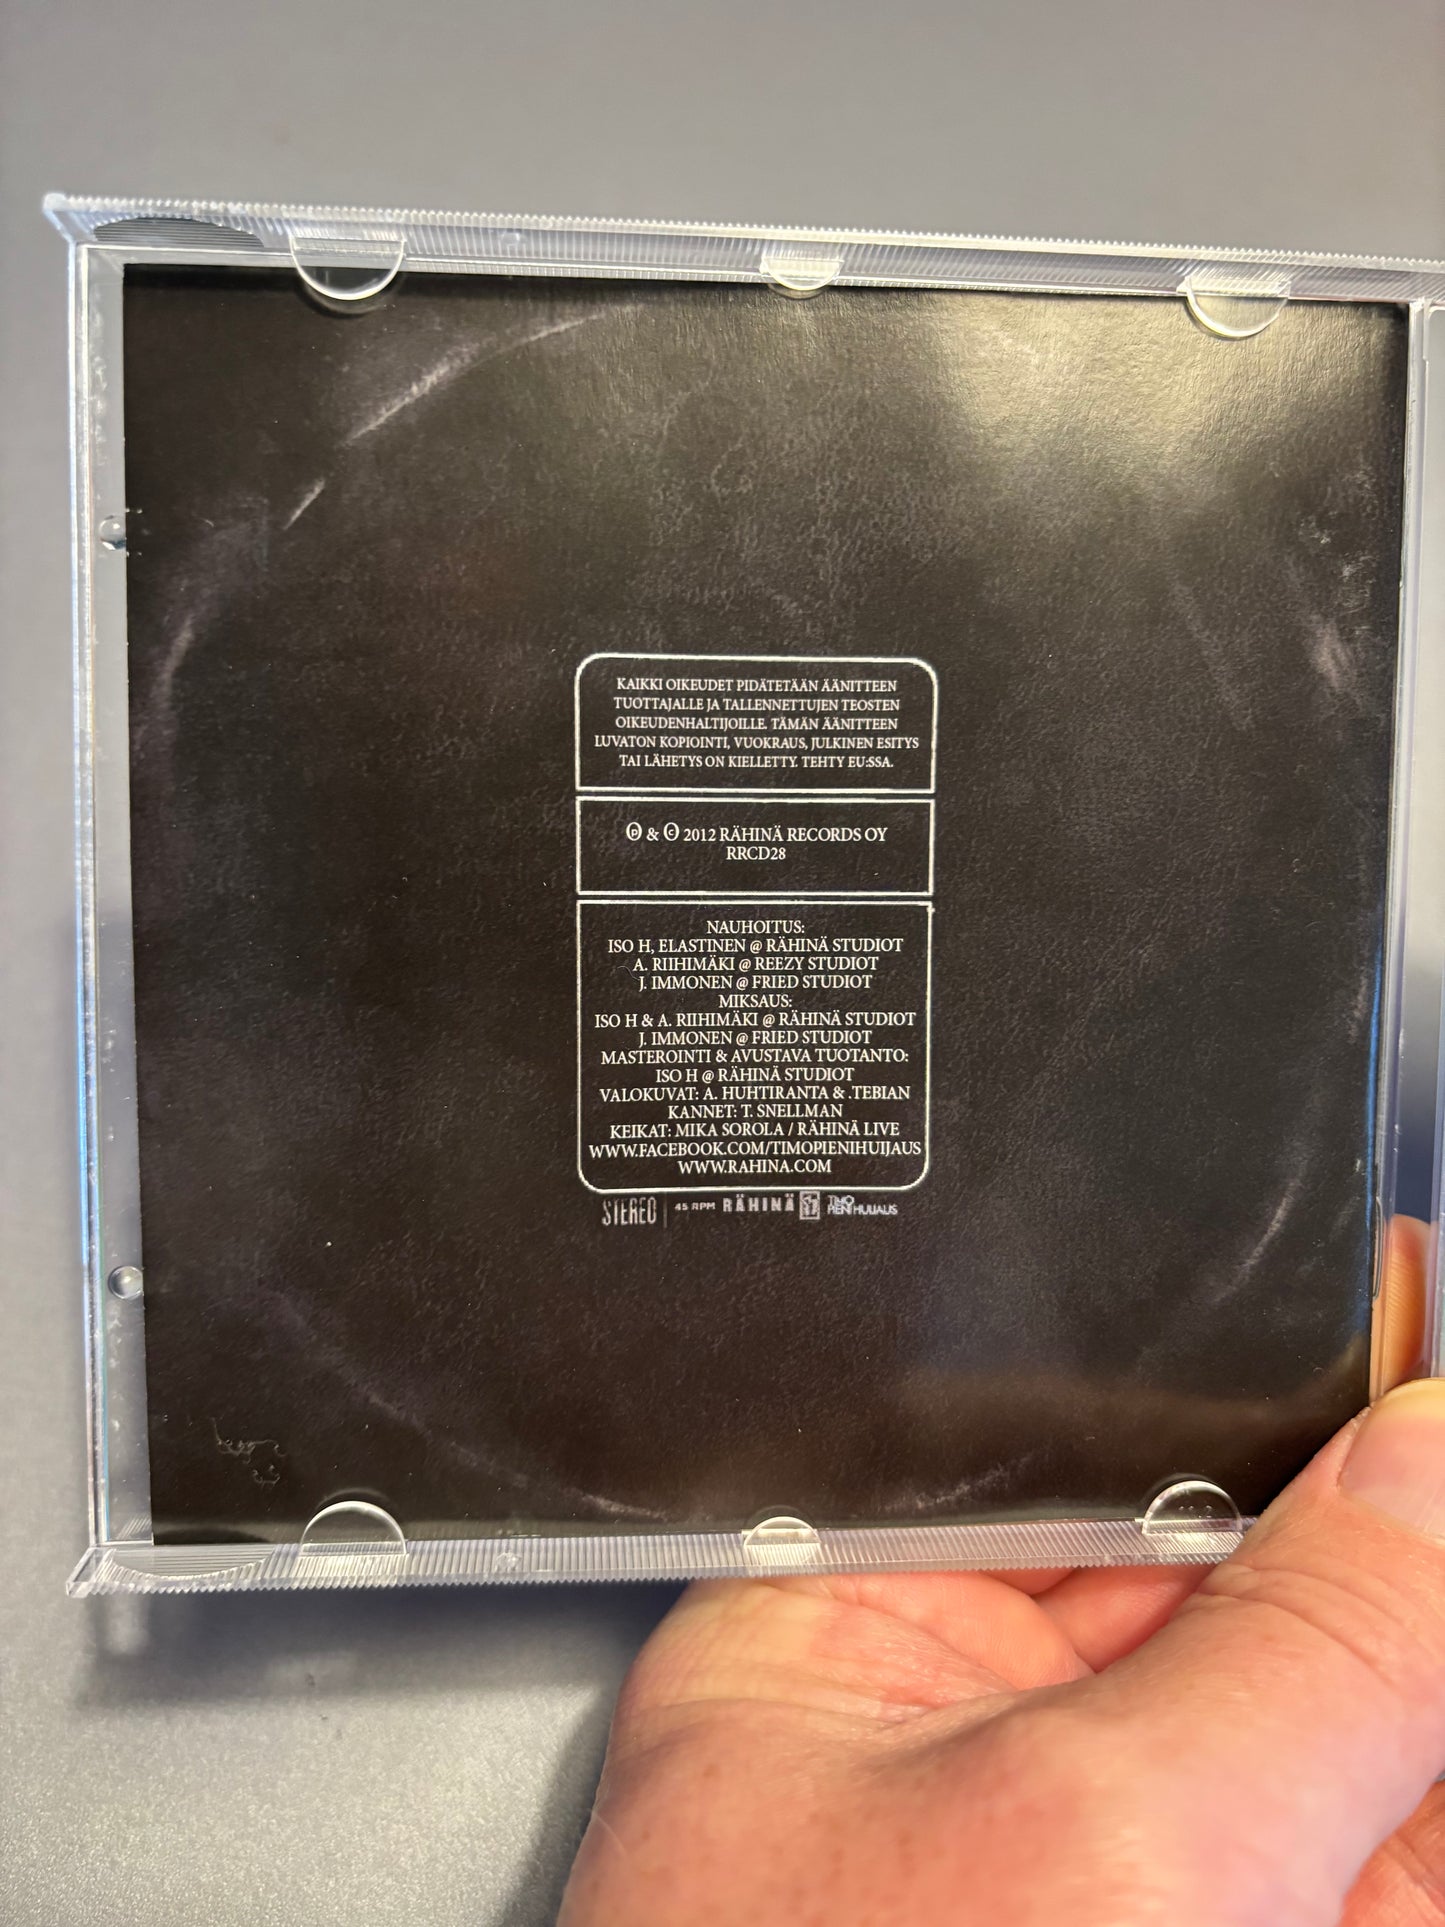 KAIKKI OIKEUDET PIDÄTETÄÄN ÄÄNITTEEN
TUOTTAJALLE JA TALLENNETTUJEN TEOSTEN
OIKEUDENHALTIJOILLE. TÄMÄN ÄÄNITTEEN
LUVATON KOPIOINTI, VUOKRAUS, JULKINEN ESITYS
TAI LÄHETYS ON KIELLETTY. TEHTY EU:SSA.
Ⓟ & Ⓒ 2012 RÄHINÄ RECORDS OY
RRCD28
NAUHOITUS:
ISO H, ELASTINEN @ RÄHINÄ STUDIOT
A. RIIHIMÄKI @ REEZY STUDIOT
J. IMMONEN @ FRIED STUDIOT
MIKSAUS:
ISO H & A. RIIHIMÄKI @ RÄHINÄ STUDIOT
J. IMMONEN @ FRIED STUDIOT
MASTEROINTI & AVUSTAVA TUOTANTO:
ISO H @ RÄHINÄ STUDIOT
VALOKUVAT: A. HUHTIRANTA & .TEBIAN
KANNET: T. SNELLMAN
KEIKAT: MIKA SOROLA / RÄHINÄ LIVE
WWW.FACEBOOK.COM/TIMOPIENIHUIJAUS
WWW.RAHINA.COM
STEREO 45 RPM RÄHINÄ TIMO
PIENI HUIJAUS